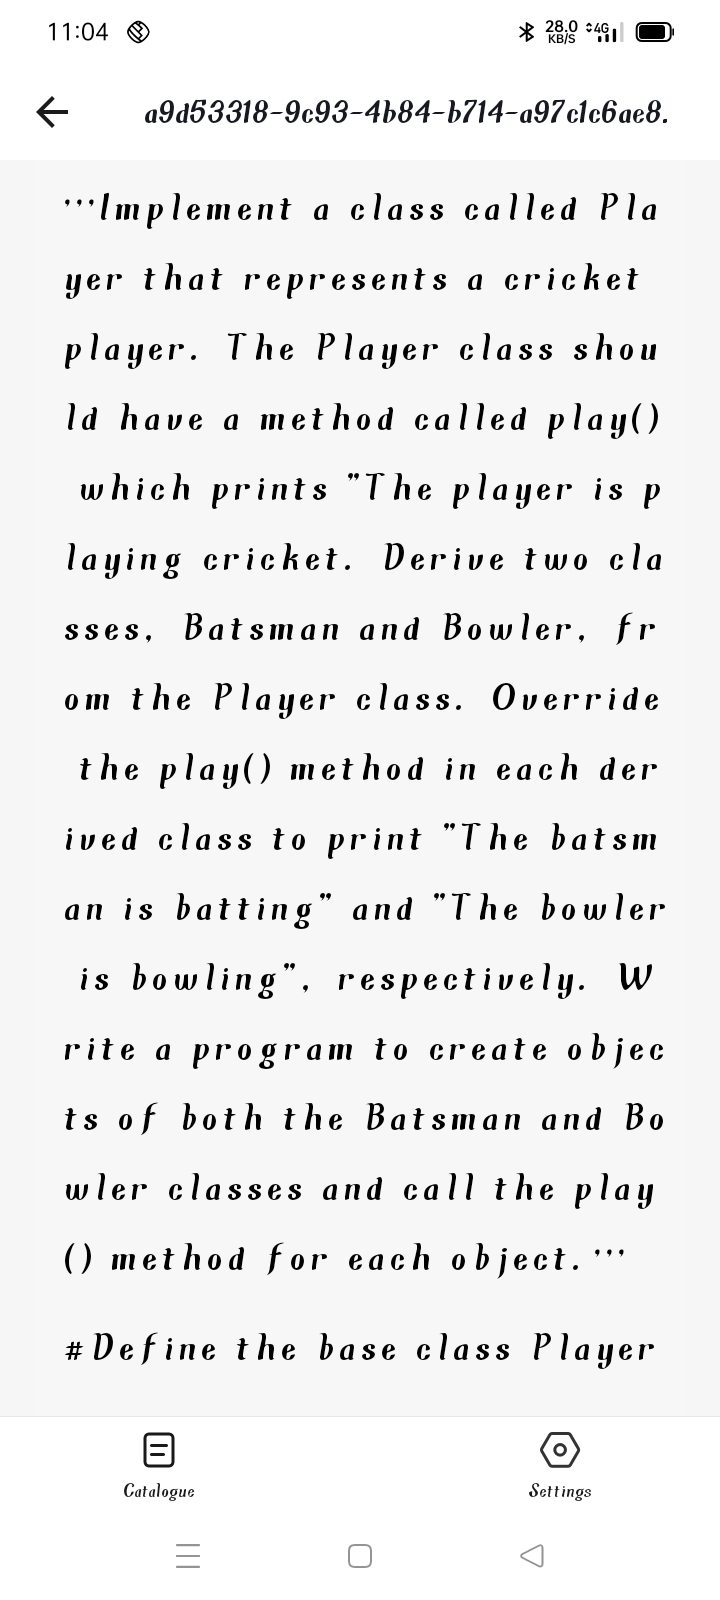 11:04
28.0 KB/S 4G
a9d53318-9c93-4b84-b714-a97c1c6ae8.
'''Implement a class called Pla
yer that represents a cricket
player. The Player class shou
ld have a method called play()
which prints "The player is p
laying cricket. Derive two cla
sses, Batsman and Bowler, fr
om the Player class. Override
the play() method in each der
ived class to print "The batsm
an is batting" and "The bowler
is bowling", respectively. W
rite a program to create objec
ts of both the Batsman and Bo
wler classes and call the play
() method for each object.'''
#Define the base class Player
Catalogue
Settings